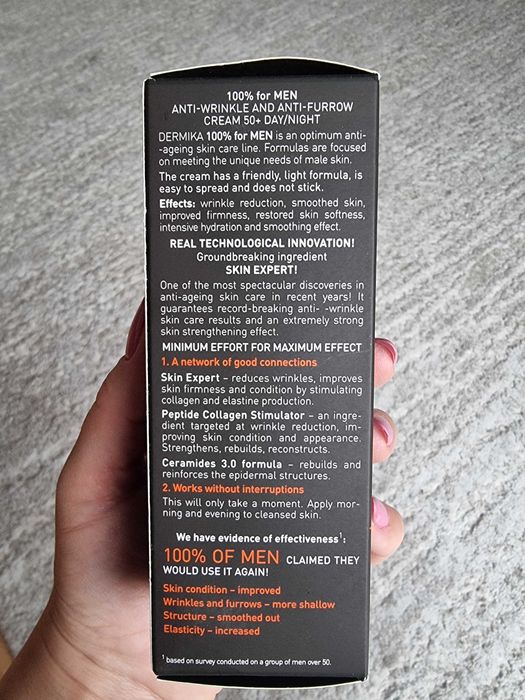 100% for MEN
ANTI-WRINKLE AND ANTI-FURROW
CREAM 50+ DAY/NIGHT
DERMIKA 100% for MEN is an optimum anti-
-ageing skin care line. Formulas are focused
on meeting the unique needs of male skin.
The cream has a friendly, light formula, is
easy to spread and does not stick.
Effects: wrinkle reduction, smoothed skin,
improved firmness, restored skin softness,
intensive hydration and smoothing effect.
REAL TECHNOLOGICAL INNOVATION!
Groundbreaking ingredient
SKIN EXPERT!
One of the most spectacular discoveries in
anti-ageing skin care in recent years! It
guarantees record-breaking anti- -wrinkle
skin care results and an extremely strong
skin strengthening effect.
MINIMUM EFFORT FOR MAXIMUM EFFECT
1. A network of good connections
Skin Expert – reduces wrinkles, improves
skin firmness and condition by stimulating
collagen and elastine production.
Peptide Collagen Stimulator – an ingre-
dient targeted at wrinkle reduction, im-
proving skin condition and appearance.
Strengthens, rebuilds, reconstructs.
Ceramides 3.0 formula – rebuilds and
reinforces the epidermal structures.
2. Works without interruptions
This will only take a moment. Apply mor-
ning and evening to cleansed skin.
We have evidence of effectiveness¹:
100% OF MEN CLAIMED THEY
WOULD USE IT AGAIN!
Skin condition – improved
Wrinkles and furrows – more shallow
Structure – smoothed out
Elasticity – increased
¹ based on survey conducted on a group of men over 50.